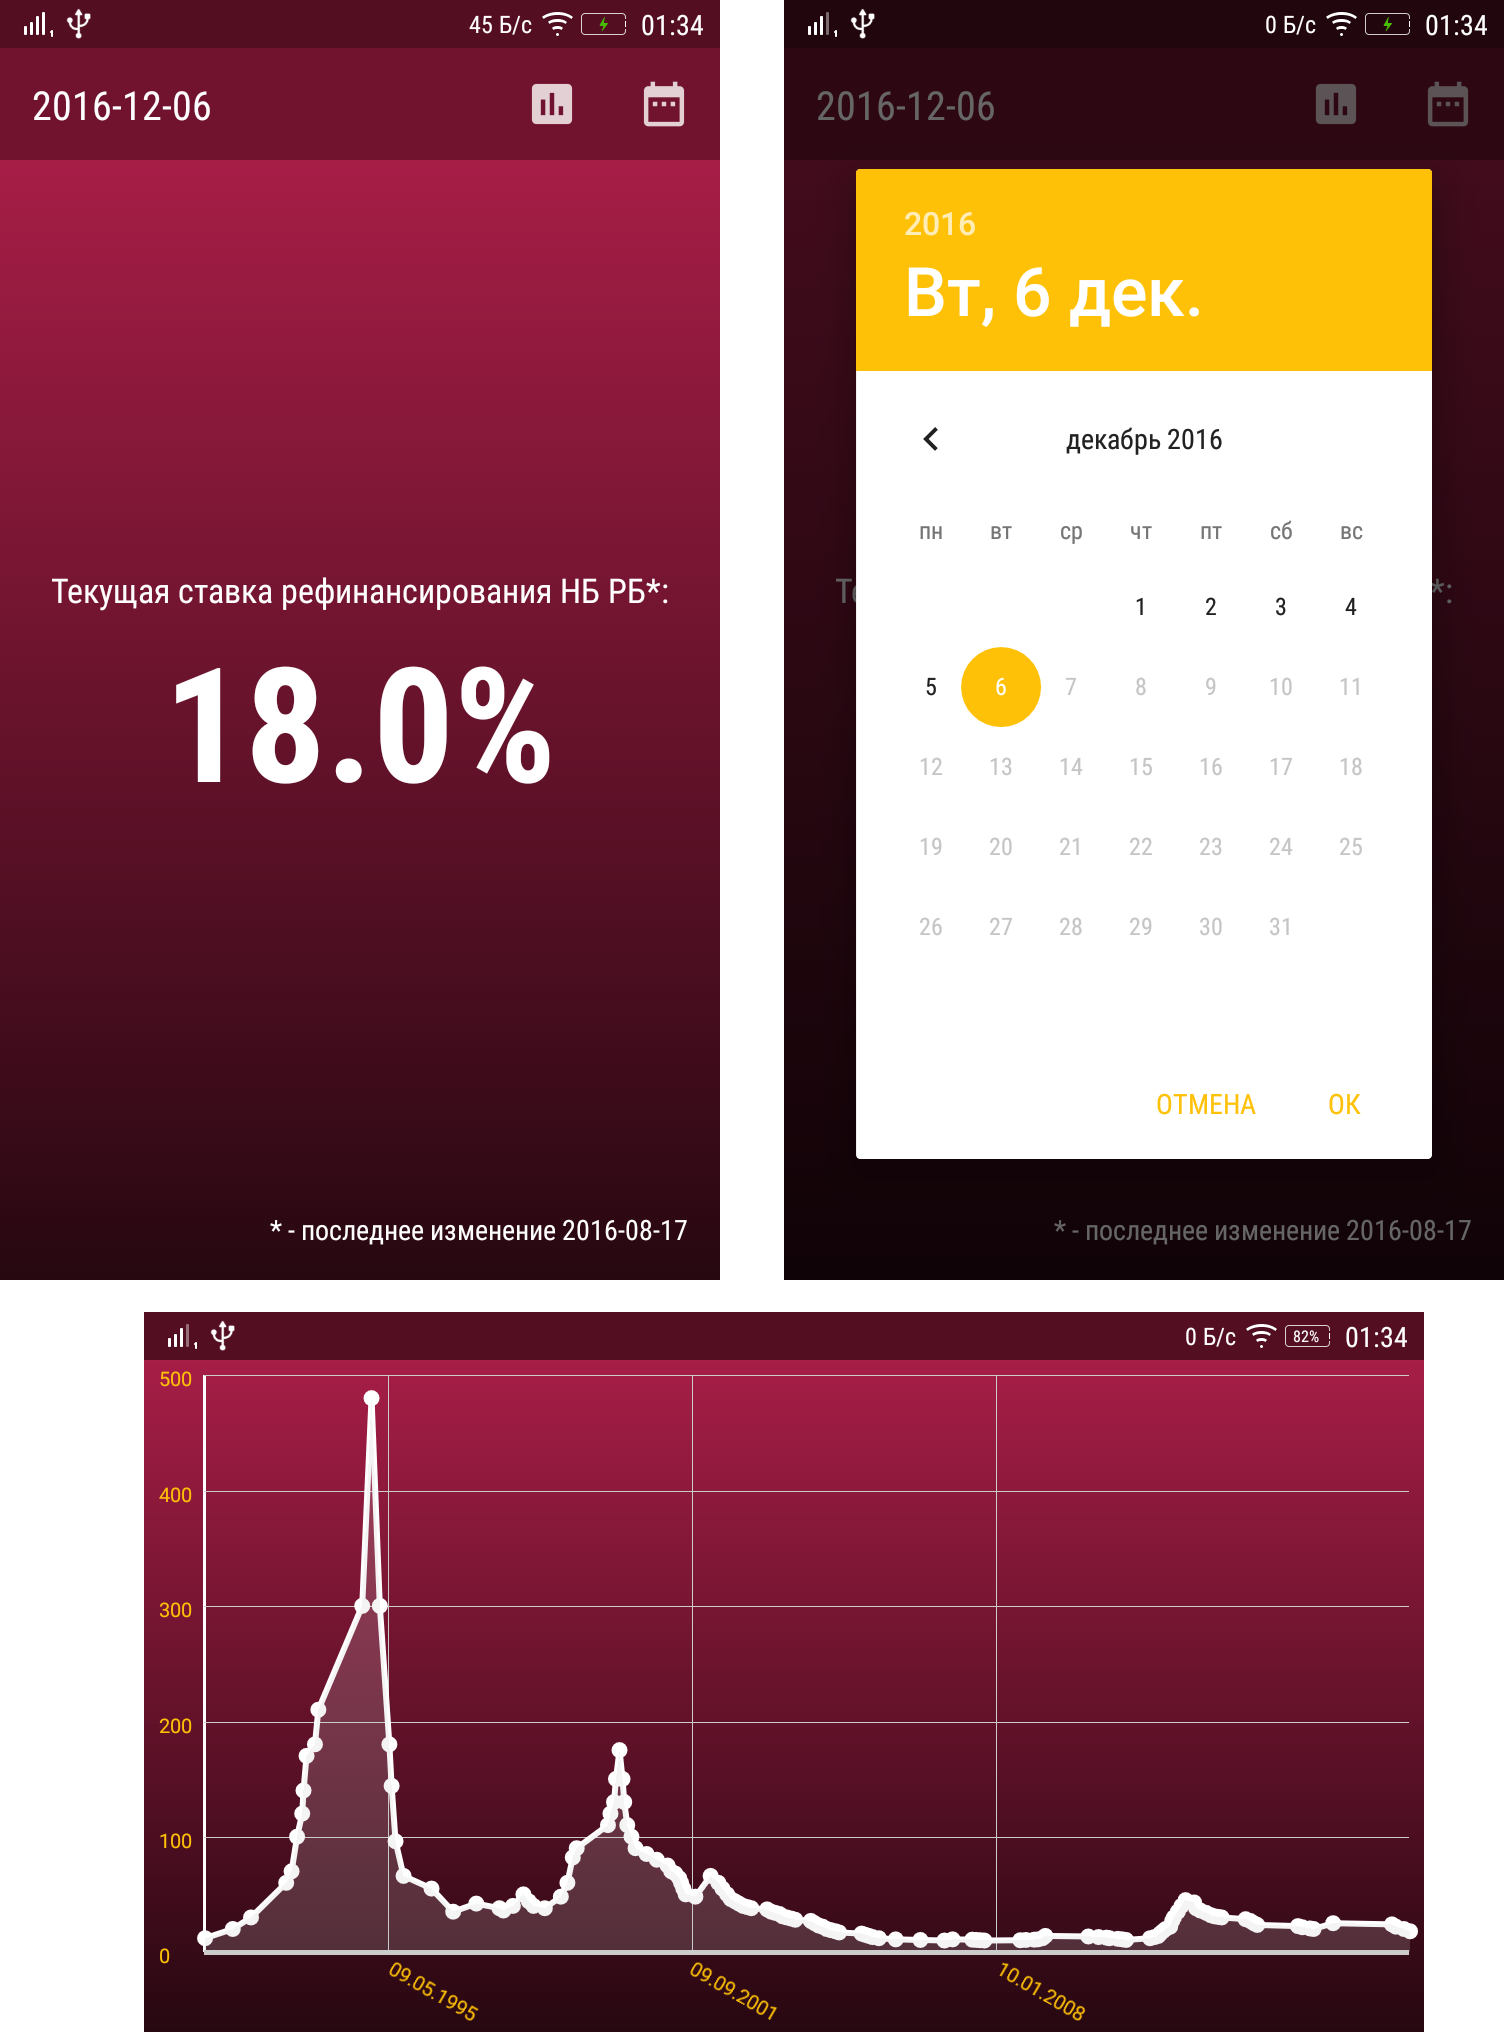 45 Б/с 01:34
2016-12-06
Текущая ставка рефинансирования НБ РБ*:
18.0%
* - последнее изменение 2016-08-17
0 Б/с 01:34
2016-12-06
2016
Вт, 6 дек.
декабрь 2016
пн вт ср чт пт сб вс
Те *:
1 2 3 4
5 6 7 8 9 10 11
12 13 14 15 16 17 18
19 20 21 22 23 24 25
26 27 28 29 30 31
ОТМЕНА ОК
* - последнее изменение 2016-08-17
0 Б/с 82% 01:34
500
400
300
200
100
0
09.05.1995 09.09.2001 10.01.2008